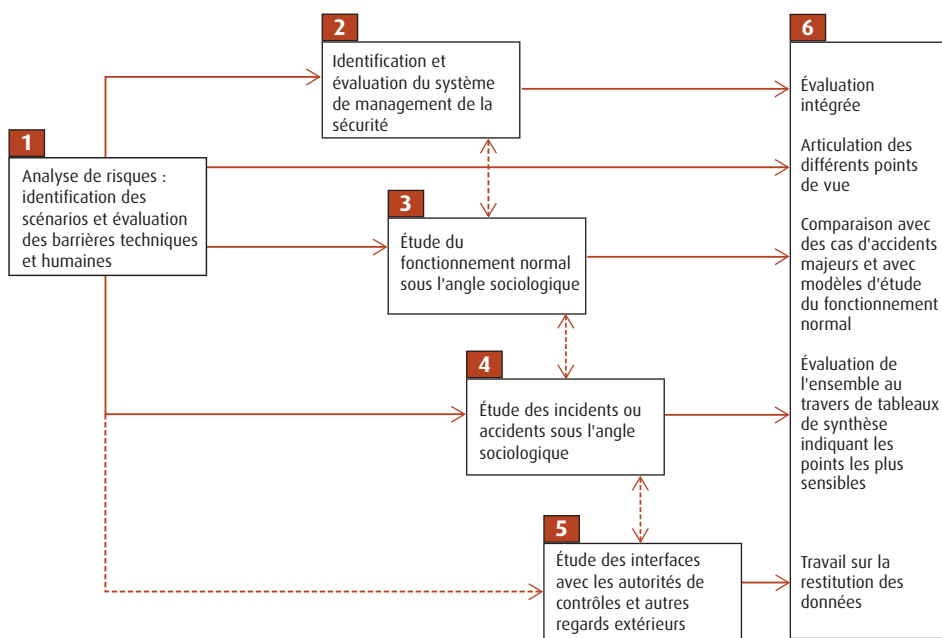 1
Analyse de risques :
identification des
scénarios et évaluation
des barrières techniques
et humaines
2
Identification et
évaluation du système
de management de la
sécurité
3
Étude du
fonctionnement normal
sous l'angle sociologique
4
Étude des incidents ou
accidents sous l'angle
sociologique
5
Étude des interfaces
avec les autorités de
contrôles et autres
regards extérieurs
6
Évaluation
intégrée
Articulation des
différents points
de vue
Comparaison avec
des cas d'accidents
majeurs et avec
modèles d'étude
du fonctionnement
normal
Évaluation de
l'ensemble au
travers de tableaux
de synthèse
indiquant les
points les plus
sensibles
Travail sur la
restitution des
données